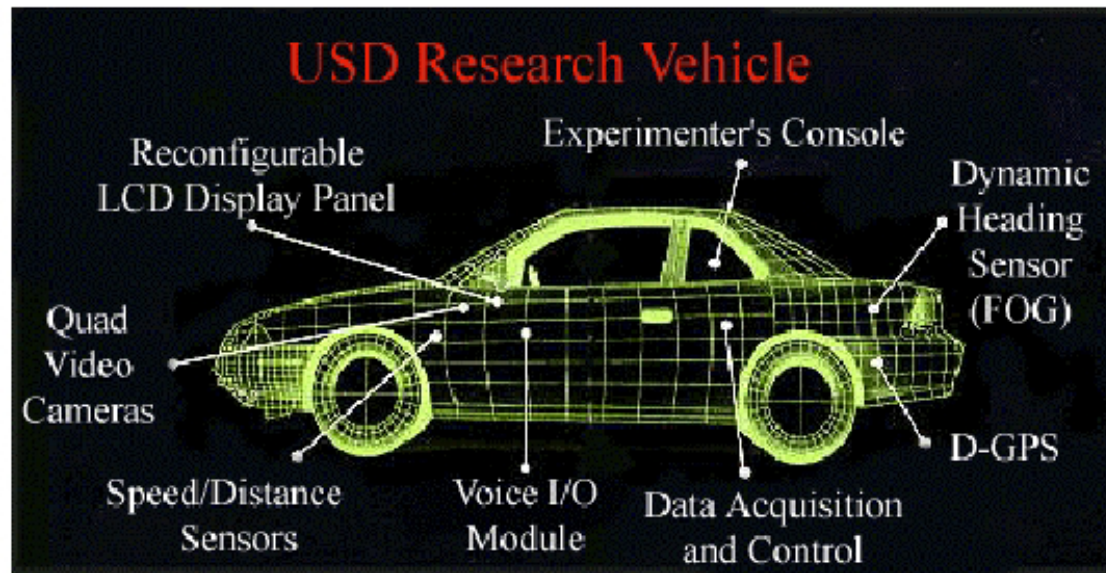 USD Research Vehicle
Reconfigurable
LCD Display Panel
Experimenter's Console
Dynamic
Heading
Sensor
(FOG)
Quad
Video
Cameras
Speed/Distance
Sensors
Voice I/O
Module
Data Acquisition
and Control
D-GPS